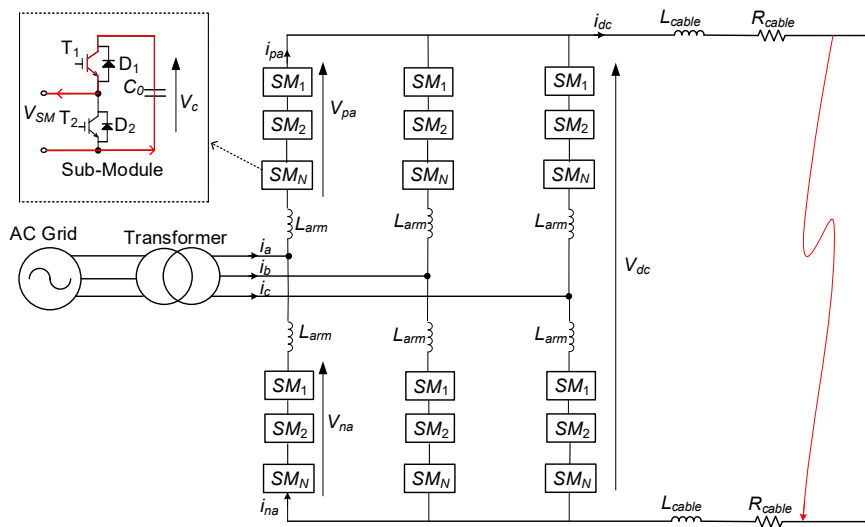 T1
D1
C0
Vc
VSM
T2
D2
Sub-Module
ipa
SM1
SM2
SMN
Vpa
SM1
SM2
SMN
idc
SM1
SM2
SMN
Lcable
Rcable
Larm
Larm
Larm
AC Grid
Transformer
ia
ib
ic
Vdc
Larm
Larm
Larm
SM1
SM2
SMN
Vna
ina
SM1
SM2
SMN
SM1
SM2
SMN
Lcable
Rcable